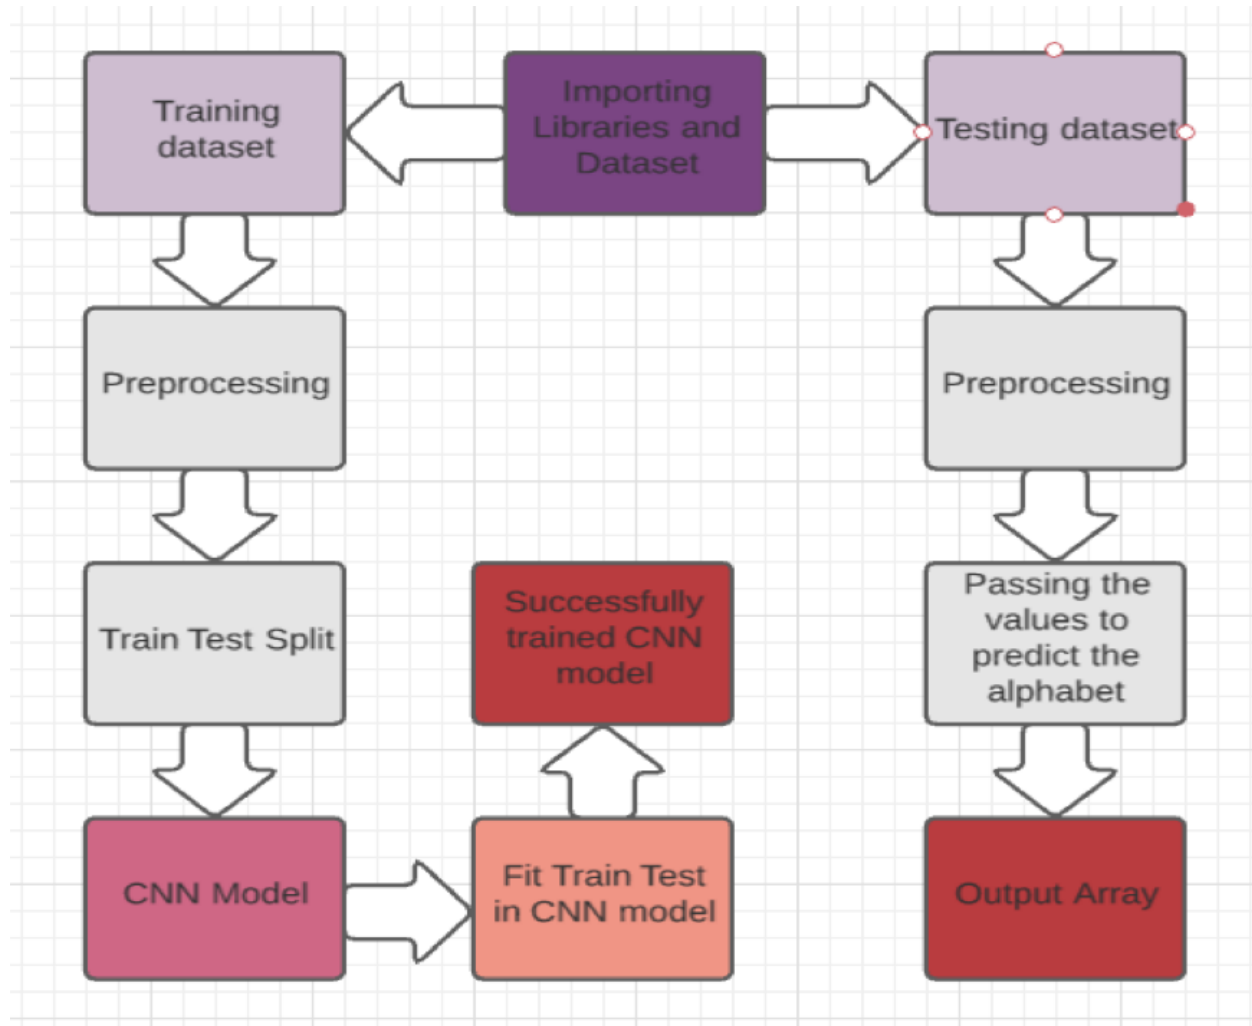 Training
dataset
Importing
Libraries and
Dataset
Testing dataset
Preprocessing
Preprocessing
Train Test Split
Successfully
trained CNN
model
Passing the
values to
predict the
alphabet
CNN Model
Fit Train Test
in CNN model
Output Array